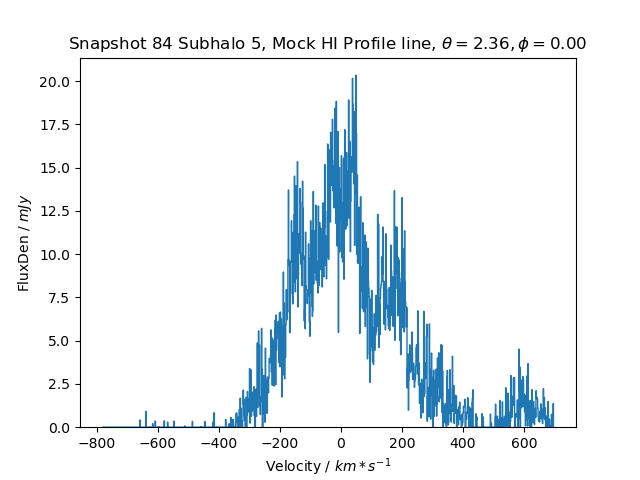 Snapshot 84 Subhalo 5, Mock HI Profile line, θ = 2.36, ϕ = 0.00
20.0
17.5
15.0
12.5
10.0
7.5
5.0
2.5
0.0
FluxDen / mJy
−800 −600 −400 −200 0 200 400 600
Velocity / km * s⁻¹